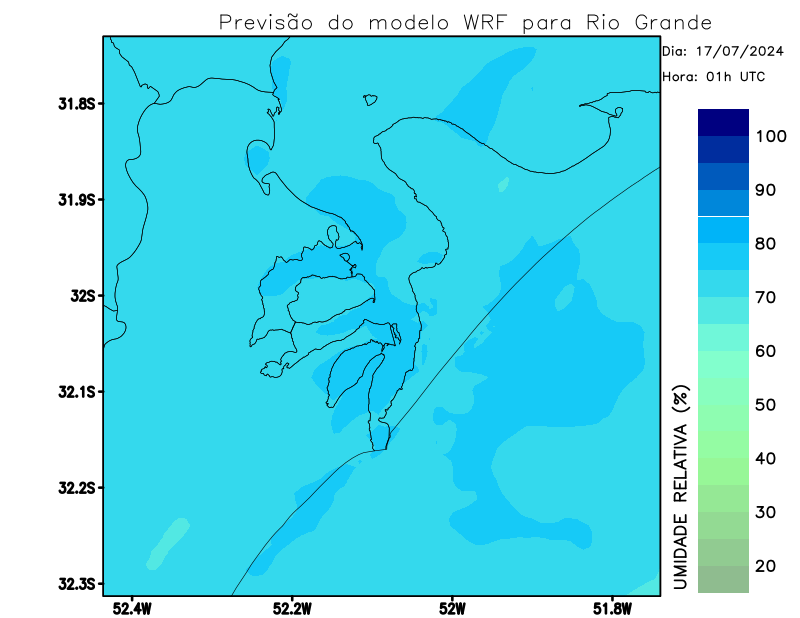 Previsão do modelo WRF para Rio Grande
Dia: 17/07/2024
Hora: 01h UTC
31.8S
31.9S
32S
32.1S
32.2S
32.3S
52.4W
52.2W
52W
51.8W
UMIDADE RELATIVA (%)
100
90
80
70
60
50
40
30
20